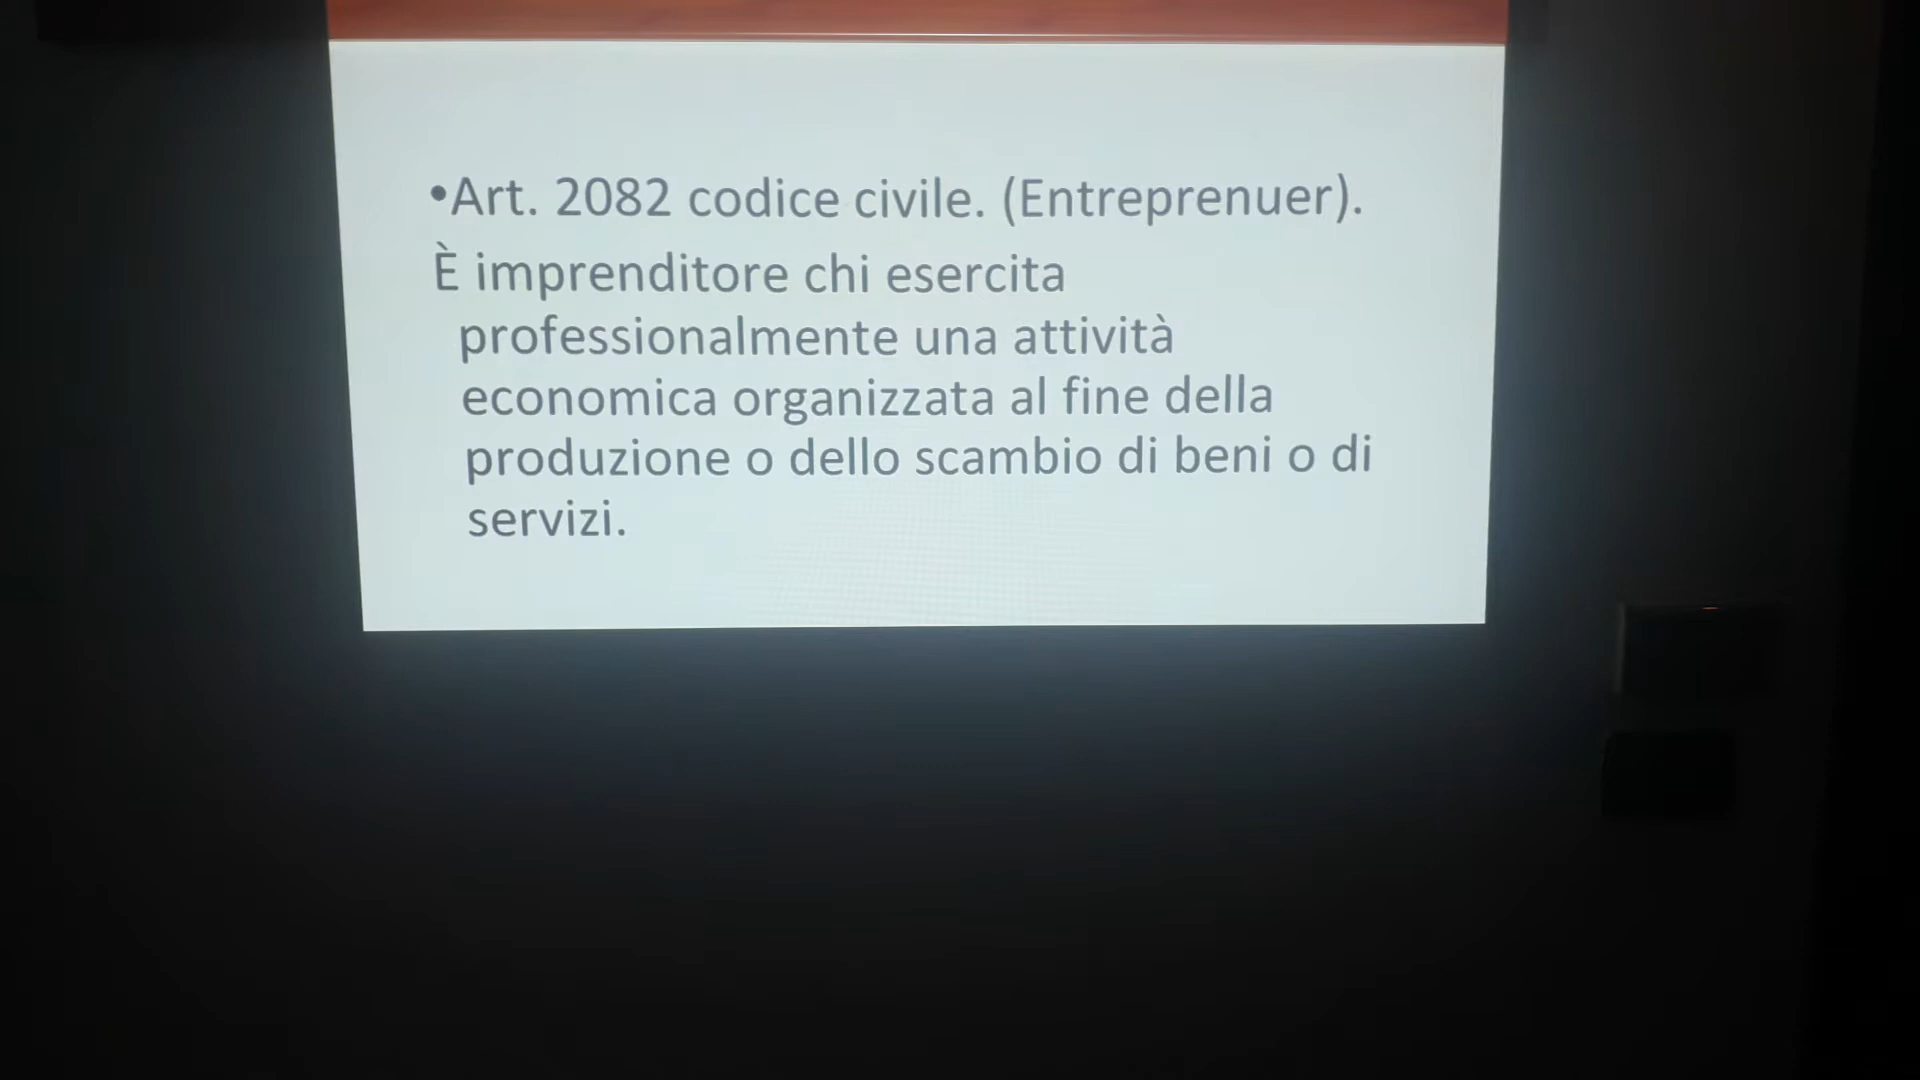 •Art. 2082 codice civile. (Entreprenuer).
È imprenditore chi esercita
professionalmente una attività
economica organizzata al fine della
produzione o dello scambio di beni o di
servizi.